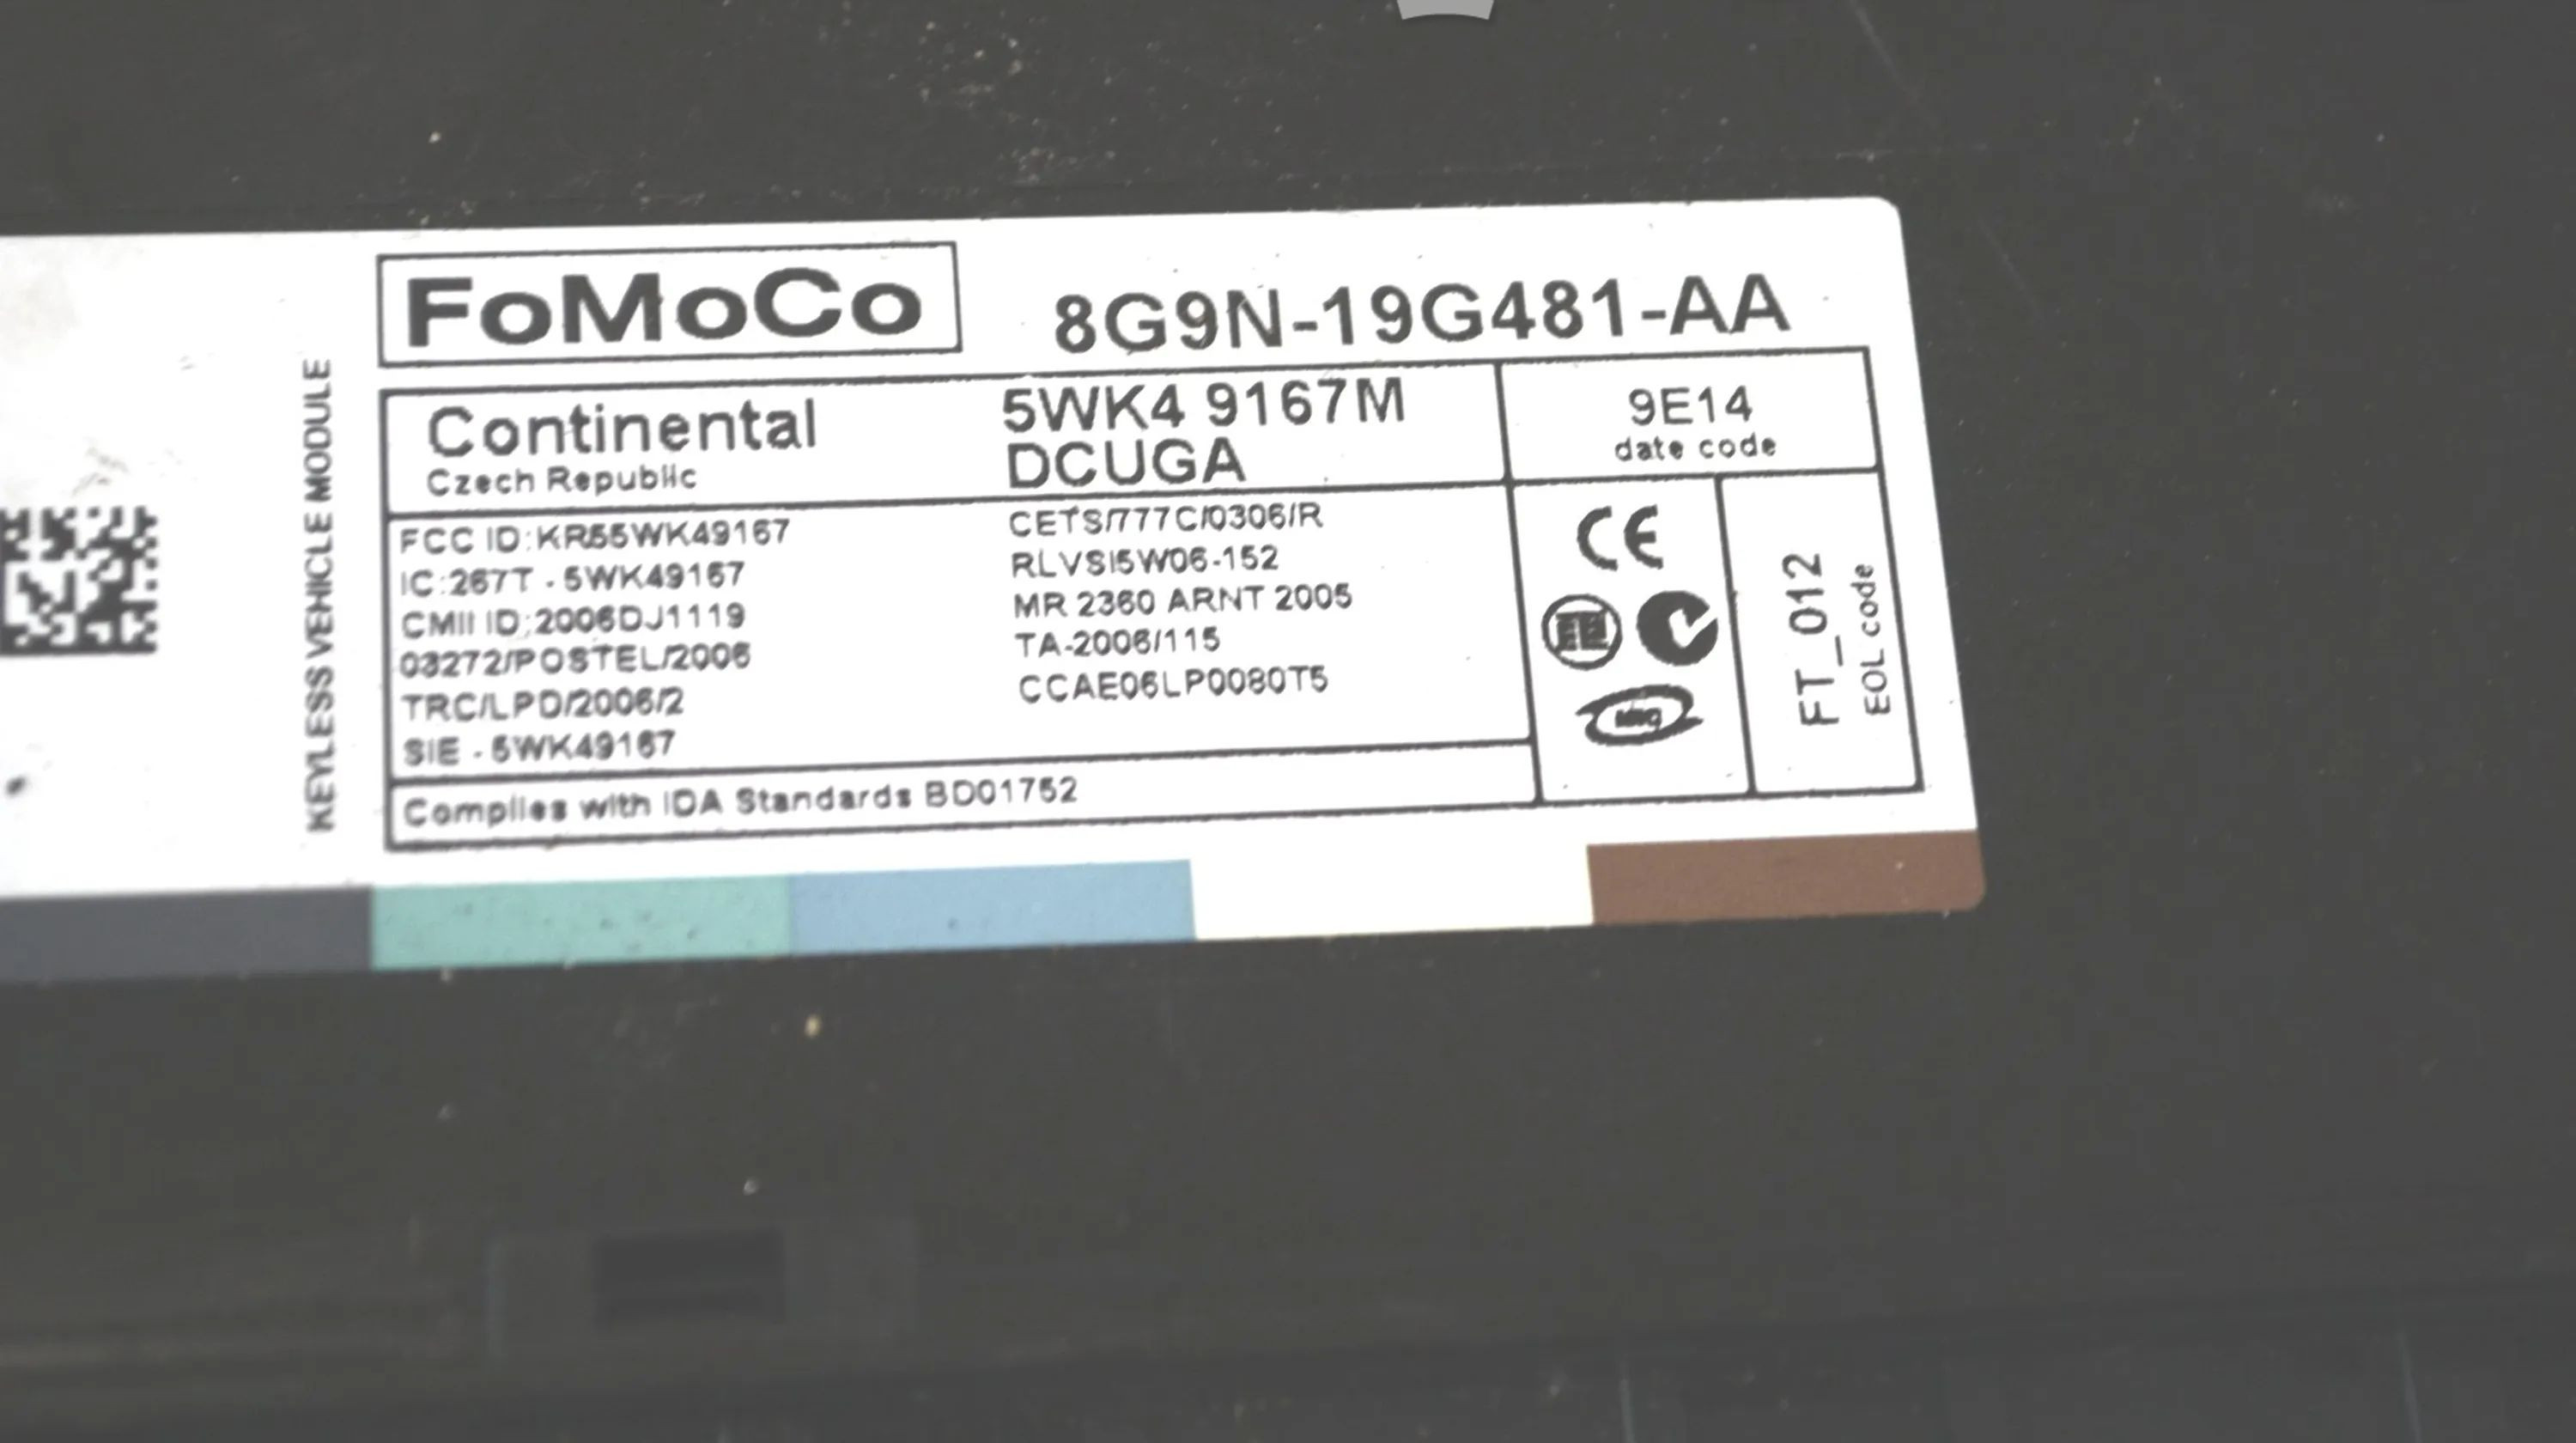 FoMoCo
8G9N-19G481-AA
KEYLESS VEHICLE MODULE
Continental
Czech Republic
5WK4 9167M
DCUGA
9E14
date code
FCC ID:KR55WK49167
IC:267T - 5WK49167
CMII ID:2006DJ1119
03272/POSTEL/2006
TRC/LPD/2006/2
SIE - 5WK49167
CETS/777C/0306/R
RLVSI5W06-152
MR 2360 ARNT 2005
TA-2006/115
CCAE06LP0080T5
CE
FT_012
EOL code
Complies with IDA Standards BD01752